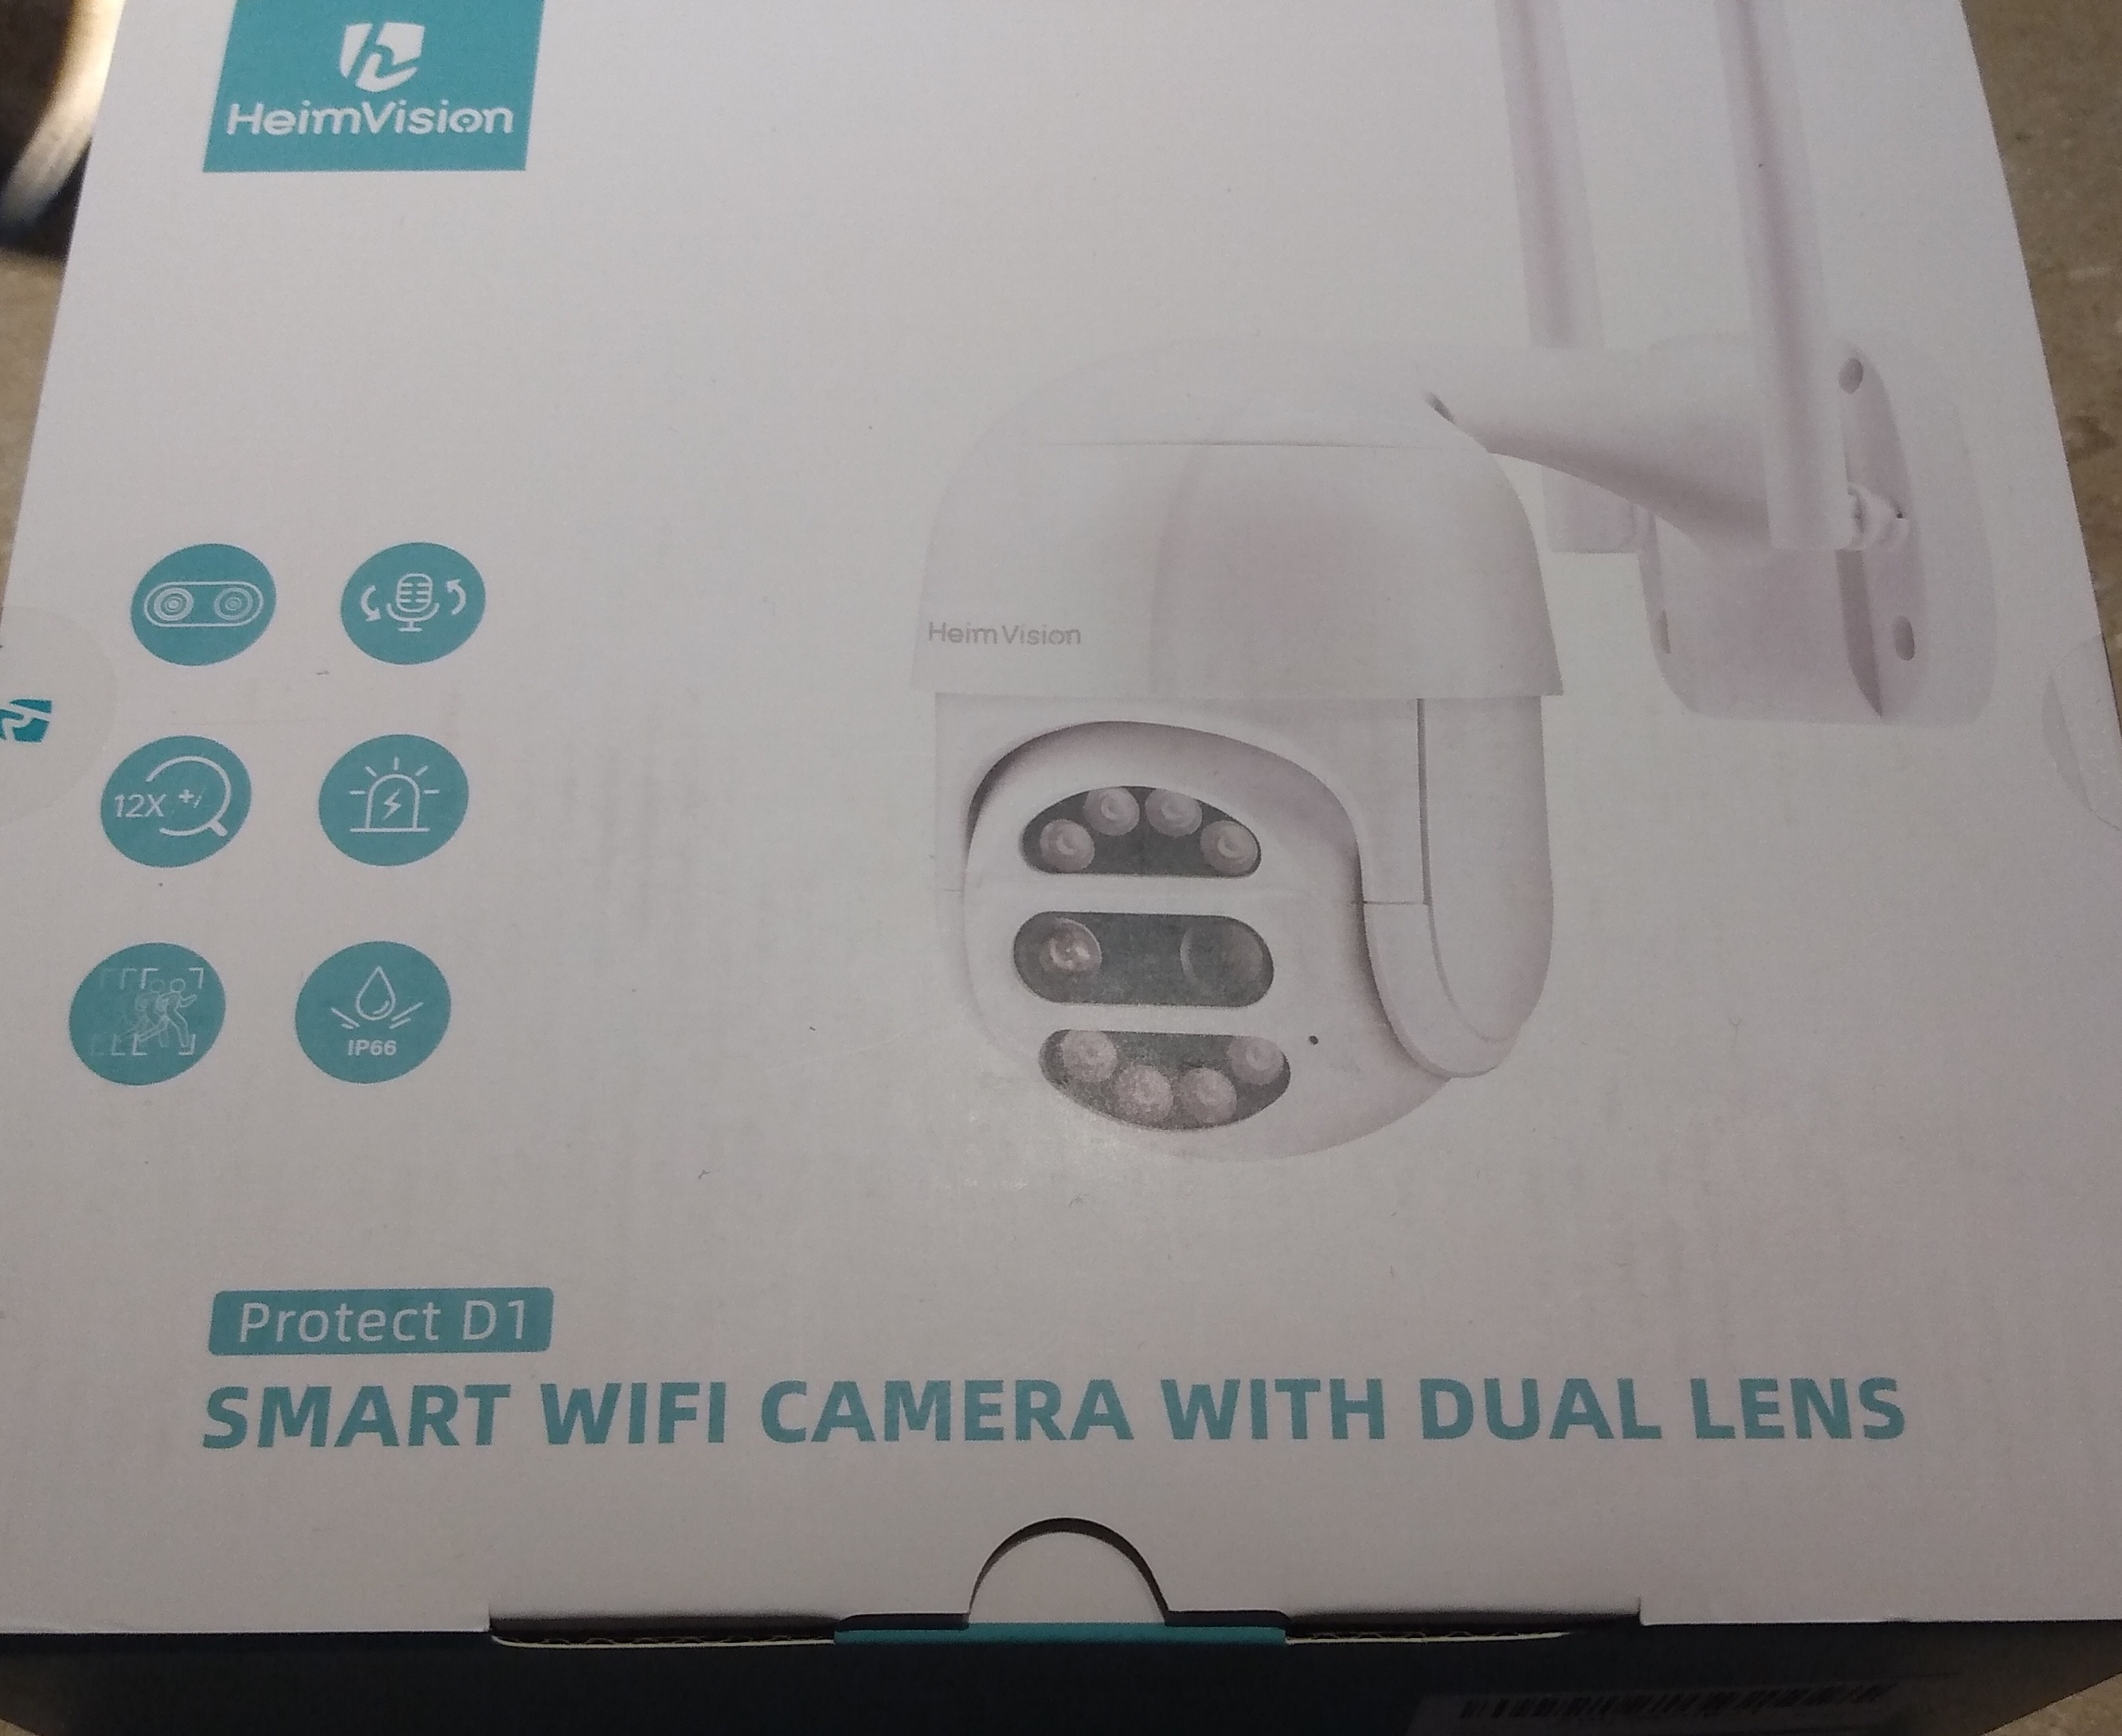 HeimVision
HeimVision
12X +/
IP66
Protect D1
SMART WIFI CAMERA WITH DUAL LENS